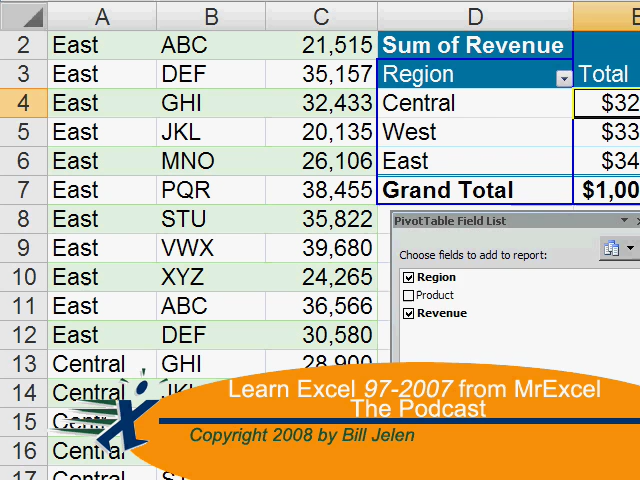 A B C D E
2 East ABC 21,515 Sum of Revenue
3 East DEF 35,157 Region Total
4 East GHI 32,433 Central $32
5 East JKL 20,135 West $33
6 East MNO 26,106 East $34
7 East PQR 38,455 Grand Total $1,00
8 East STU 35,822
PivotTable Field List
9 East VWX 39,680
Choose fields to add to report:
10 East XYZ 24,265
Region
Product
11 East ABC 36,566
Revenue
12 East DEF 30,580
13 Central GHI 28,900
14 Central JKL
Learn Excel 97-2007 from MrExcel
The Podcast
15 Central
Copyright 2008 by Bill Jelen
16 Central
17 Central